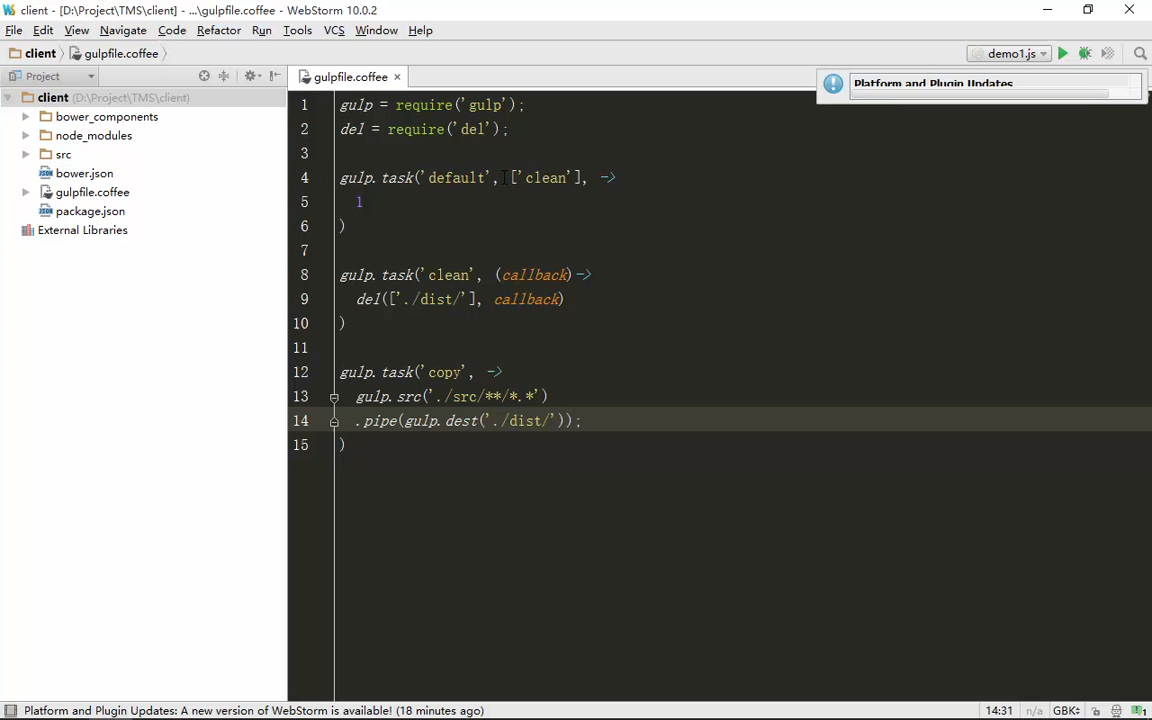 client - [D:\Project\TMS\client] - ...\gulpfile.coffee - WebStorm 10.0.2
File Edit View Navigate Code Refactor Run Tools VCS Window Help
client gulpfile.coffee demo1.js
Project gulpfile.coffee
Platform and Plugin Updates
client (D:\Project\TMS\client)
bower_components
node_modules
src
bower.json
gulpfile.coffee
package.json
External Libraries
1 gulp = require('gulp');
2 del = require('del');
3
4 gulp.task('default', ['clean'], ->
5 1
6 )
7
8 gulp.task('clean', (callback)->
9 del(['./dist/'], callback)
10 )
11
12 gulp.task('copy', ->
13 gulp.src('./src/**/*.*')
14 .pipe(gulp.dest('./dist/'));
15 )
Platform and Plugin Updates: A new version of WebStorm is available! (18 minutes ago) 14:31 n/a GBK 1